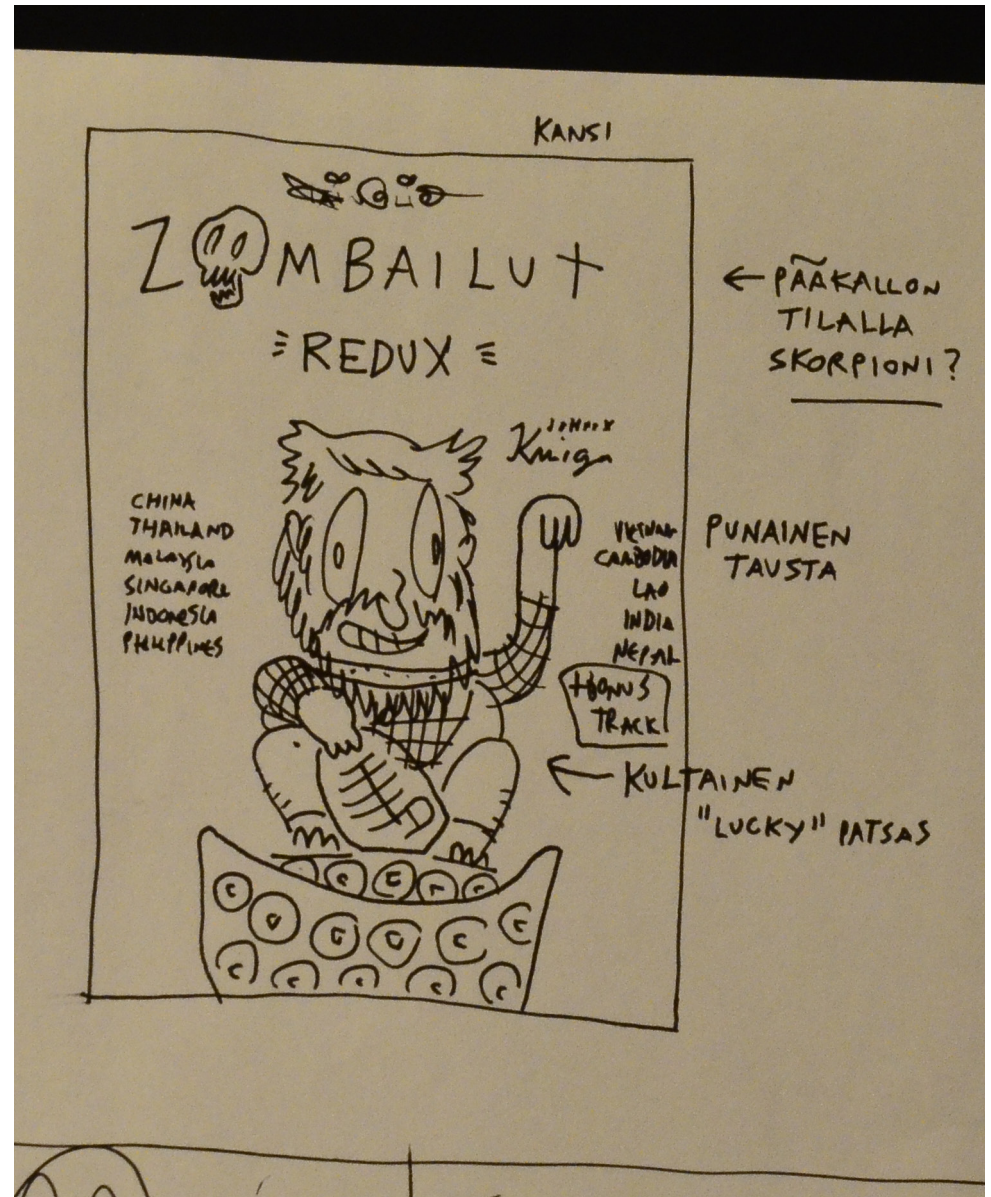 KANSI
ZOMBAILUT
REDUX
← PÄÄKALLON
TILALLA
SKORPIONI?
JOHNNY
Kniga
CHINA
THAILAND
MALAYSIA
SINGAPORE
INDONESIA
PHILIPPINES
VIETNAM
CAMBODIA
LAO
INDIA
NEPAL
+BONUS
TRACK
PUNAINEN
TAUSTA
← KULTAINEN
"LUCKY" PATSAS